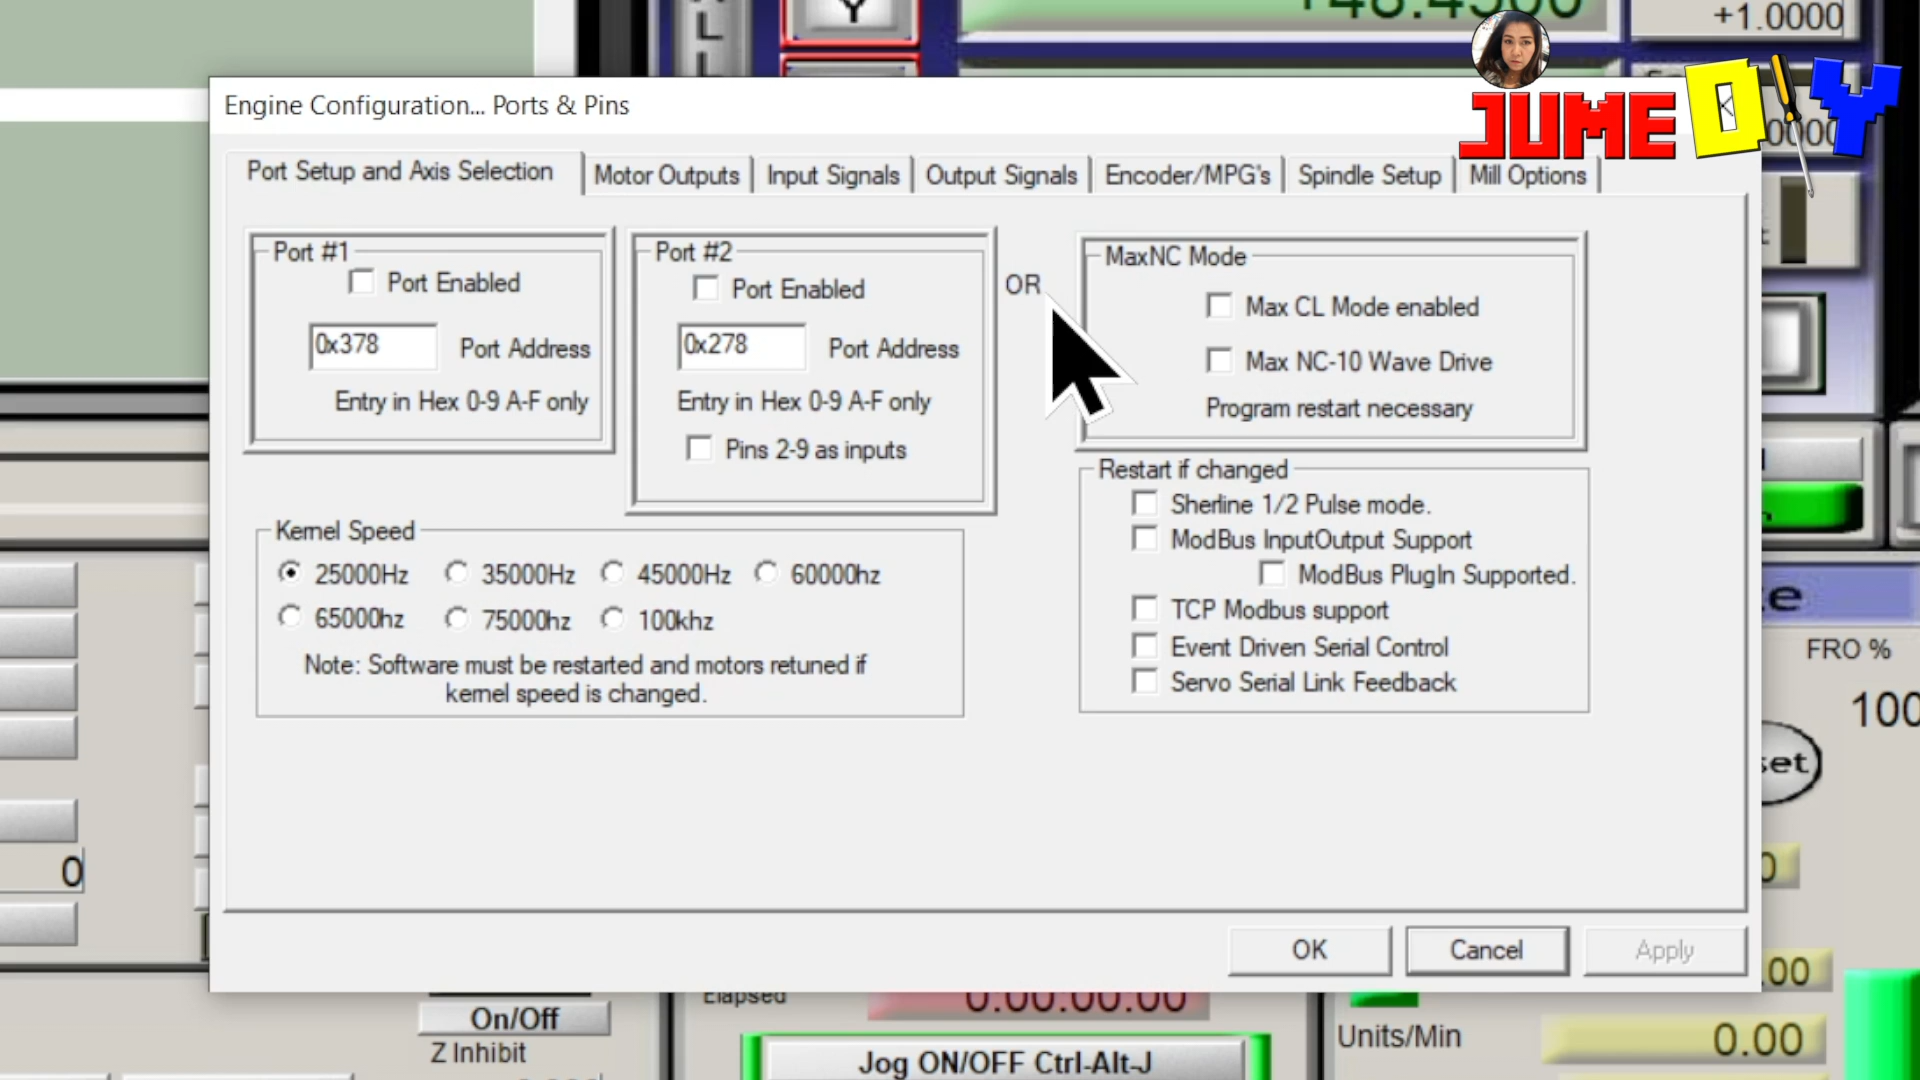 Y
+48.4500
+1.0000
JUME DIY
Engine Configuration... Ports & Pins
Port Setup and Axis Selection
Motor Outputs
Input Signals
Output Signals
Encoder/MPG's
Spindle Setup
Mill Options
Port #1
Port Enabled
0x378
Port Address
Entry in Hex 0-9 A-F only
Port #2
Port Enabled
0x278
Port Address
Entry in Hex 0-9 A-F only
Pins 2-9 as inputs
OR
MaxNC Mode
Max CL Mode enabled
Max NC-10 Wave Drive
Program restart necessary
Restart if changed
Sherline 1/2 Pulse mode.
ModBus InputOutput Support
ModBus PlugIn Supported.
TCP Modbus support
Event Driven Serial Control
Servo Serial Link Feedback
Kernel Speed
25000Hz
35000Hz
45000Hz
60000hz
65000hz
75000hz
100khz
Note: Software must be restarted and motors retuned if
kernel speed is changed.
FRO %
100
set
0
OK
Cancel
Apply
On/Off
Z Inhibit
Elapsed
Jog ON/OFF Ctrl-Alt-J
Units/Min
0.00